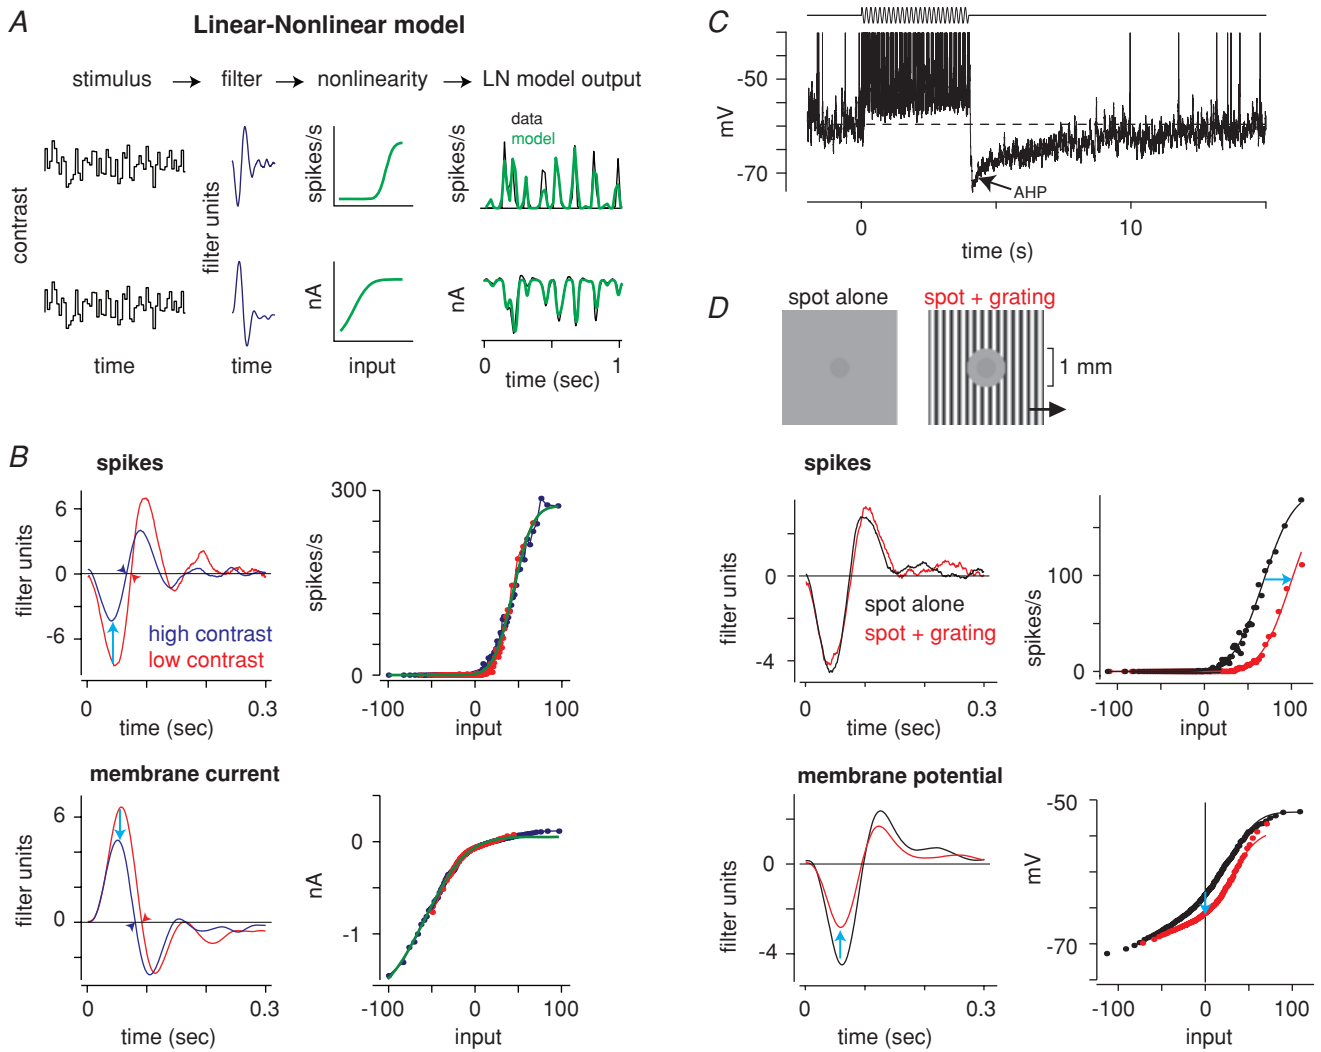 A
Linear-Nonlinear model
stimulus → filter → nonlinearity → LN model output
contrast
filter units
spikes/s
spikes/s
data
model
nA
nA
time
time
input
0 1
time (sec)
B
spikes
filter units
6
0
-6
high contrast
low contrast
0 0.3
time (sec)
spikes/s
300
0
-100 0 100
input
membrane current
filter units
6
0
0 0.3
time (sec)
nA
0
-1
-100 0 100
input
C
mV
-50
-70
AHP
0 10
time (s)
D
spot alone
spot + grating
1 mm
spikes
filter units
0
-4
spot alone
spot + grating
0 0.3
time (sec)
spikes/s
100
0
-100 0 100
input
membrane potential
filter units
0
-4
0 0.3
time (sec)
mV
-50
-70
-100 0 100
input